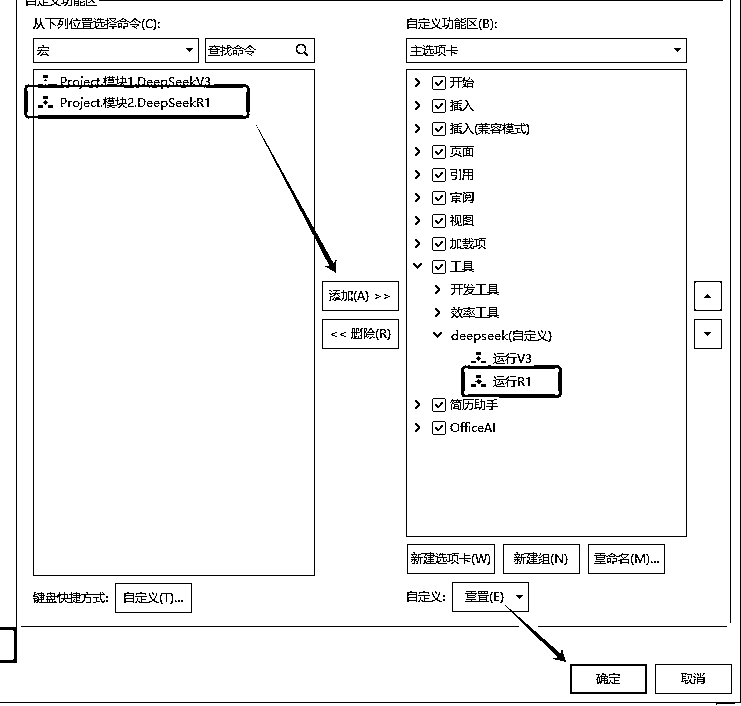 自定义功能区
从下列位置选择命令(C):
自定义功能区(B):
宏
查找命令
主选项卡
Project.模块1.DeepSeekV3
Project.模块2.DeepSeekR1
开始
插入
插入(兼容模式)
页面
引用
审阅
视图
加载项
工具
开发工具
效率工具
deepseek(自定义)
运行V3
运行R1
简历助手
OfficeAI
添加(A) >>
<< 删除(R)
新建选项卡(W)
新建组(N)
重命名(M)...
键盘快捷方式:
自定义(T)...
自定义:
重置(E)
确定
取消